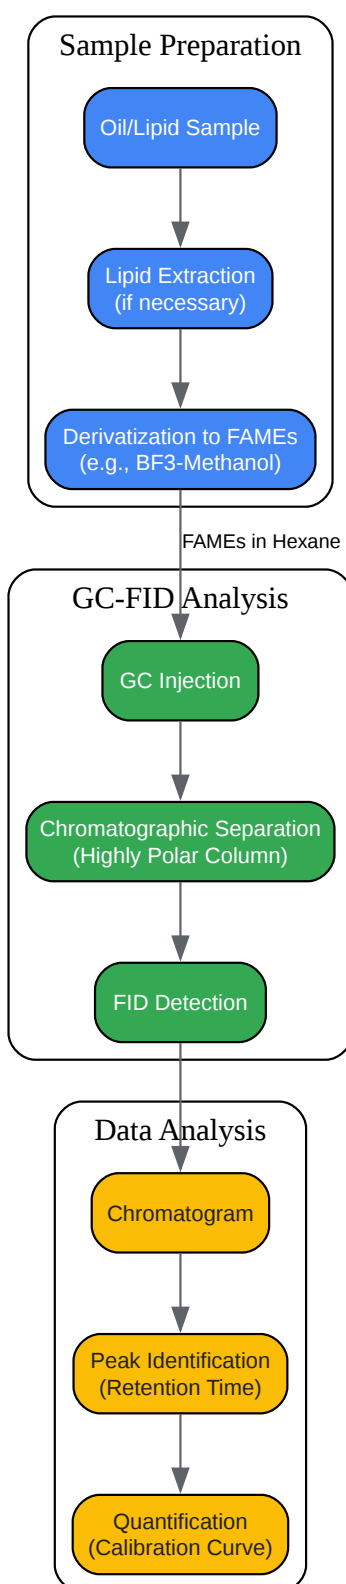 Sample Preparation
Oil/Lipid Sample
Lipid Extraction
(if necessary)
Derivatization to FAMEs
(e.g., BF3-Methanol)
FAMEs in Hexane
GC-FID Analysis
GC Injection
Chromatographic Separation
(Highly Polar Column)
FID Detection
Data Analysis
Chromatogram
Peak Identification
(Retention Time)
Quantification
(Calibration Curve)